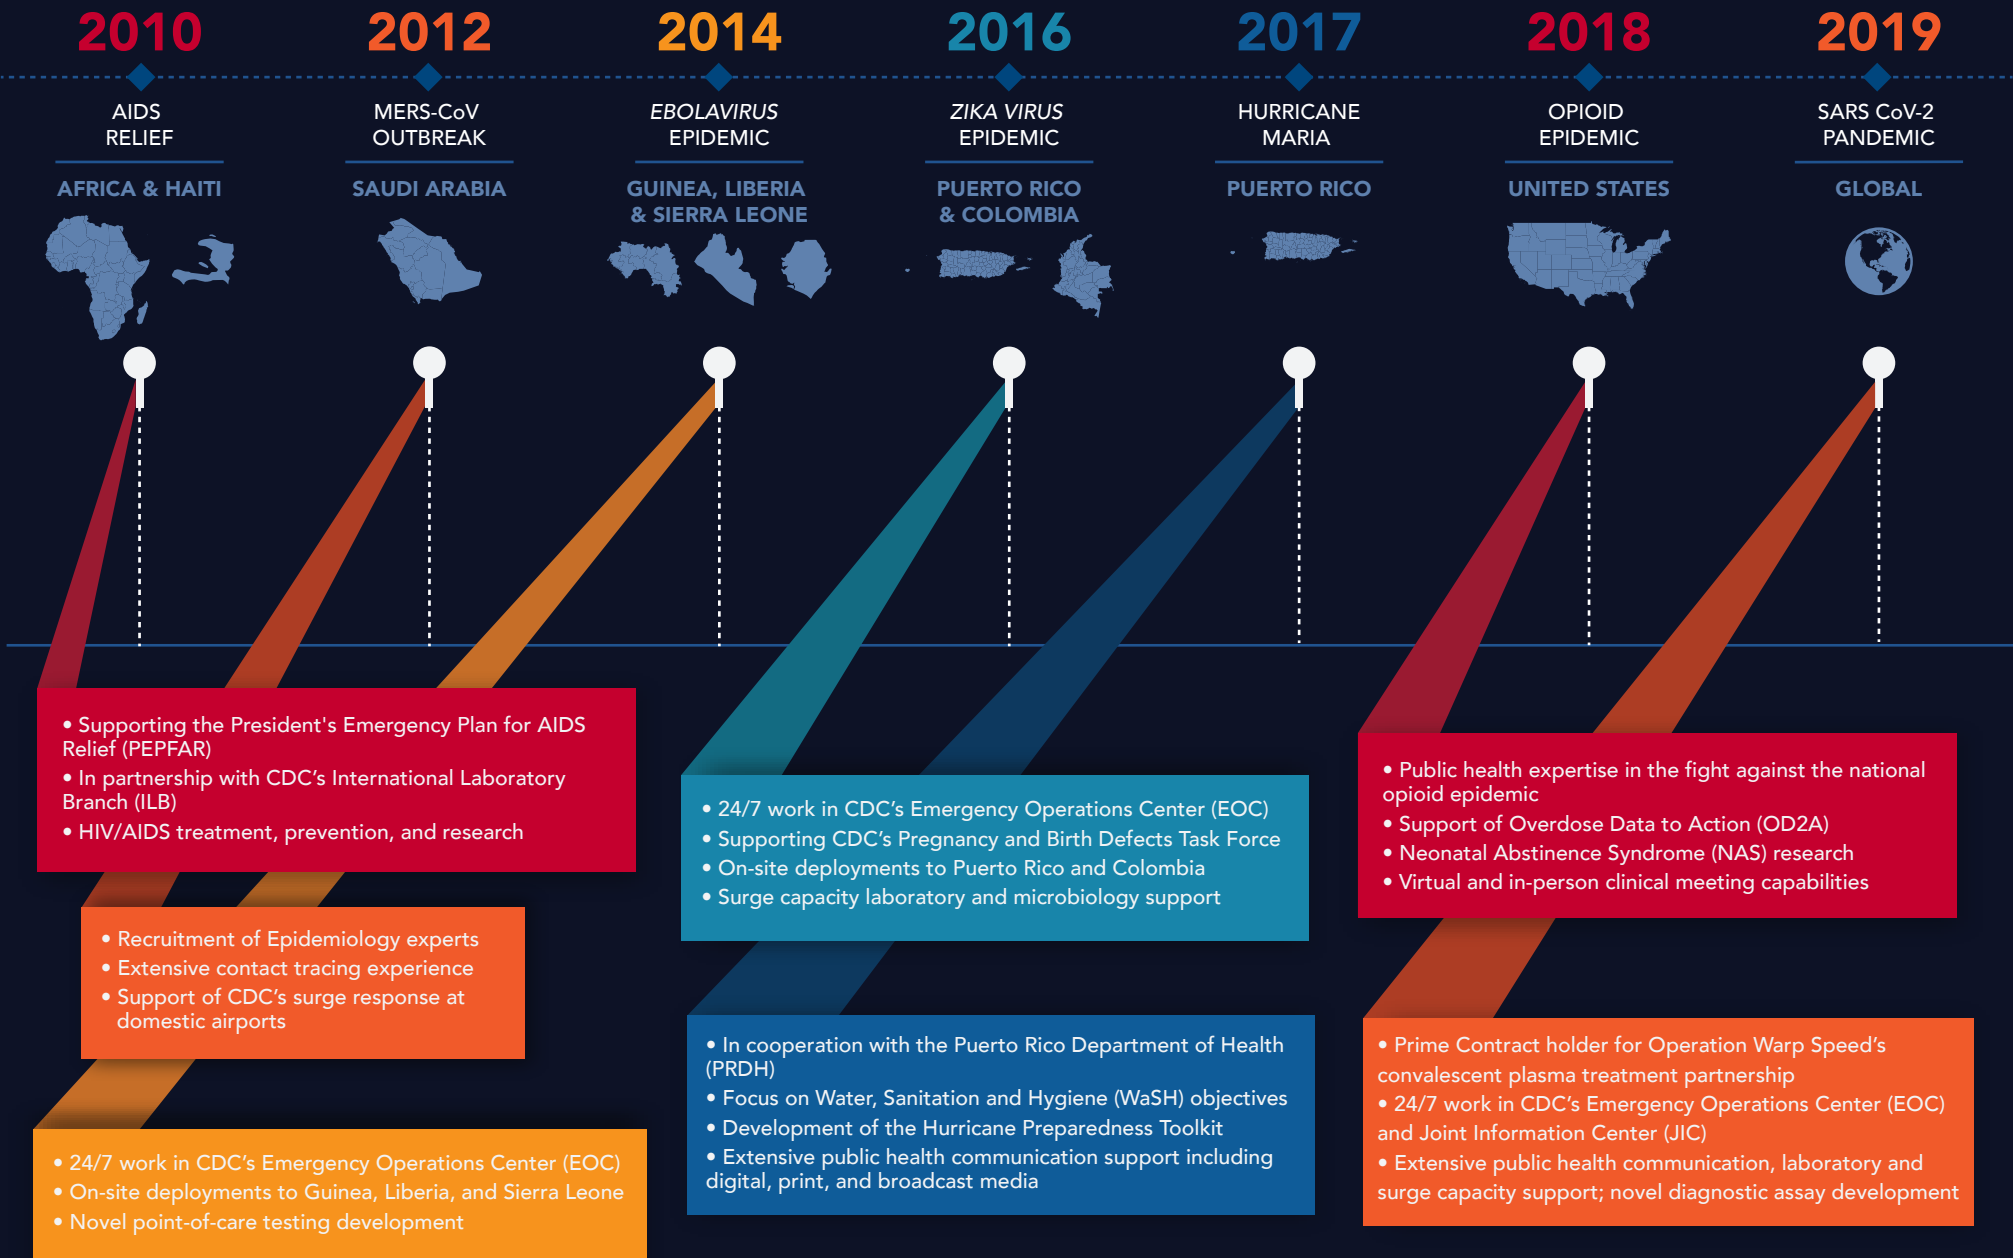 2010
2012
2014
2016
2017
2018
2019
AIDS
RELIEF
MERS-CoV
OUTBREAK
EBOLAVIRUS
EPIDEMIC
ZIKA VIRUS
EPIDEMIC
HURRICANE
MARIA
OPIOID
EPIDEMIC
SARS CoV-2
PANDEMIC
AFRICA & HAITI
SAUDI ARABIA
GUINEA, LIBERIA
& SIERRA LEONE
PUERTO RICO
& COLOMBIA
PUERTO RICO
UNITED STATES
GLOBAL
• Supporting the President's Emergency Plan for AIDS
Relief (PEPFAR)
• In partnership with CDC’s International Laboratory
Branch (ILB)
• HIV/AIDS treatment, prevention, and research
• Recruitment of Epidemiology experts
• Extensive contact tracing experience
• Support of CDC’s surge response at
domestic airports
• 24/7 work in CDC’s Emergency Operations Center (EOC)
• On-site deployments to Guinea, Liberia, and Sierra Leone
• Novel point-of-care testing development
• 24/7 work in CDC’s Emergency Operations Center (EOC)
• Supporting CDC’s Pregnancy and Birth Defects Task Force
• On-site deployments to Puerto Rico and Colombia
• Surge capacity laboratory and microbiology support
• In cooperation with the Puerto Rico Department of Health
(PRDH)
• Focus on Water, Sanitation and Hygiene (WaSH) objectives
• Development of the Hurricane Preparedness Toolkit
• Extensive public health communication support including
digital, print, and broadcast media
• Public health expertise in the fight against the national
opioid epidemic
• Support of Overdose Data to Action (OD2A)
• Neonatal Abstinence Syndrome (NAS) research
• Virtual and in-person clinical meeting capabilities
• Prime Contract holder for Operation Warp Speed’s
convalescent plasma treatment partnership
• 24/7 work in CDC’s Emergency Operations Center (EOC)
and Joint Information Center (JIC)
• Extensive public health communication, laboratory and
surge capacity support; novel diagnostic assay development